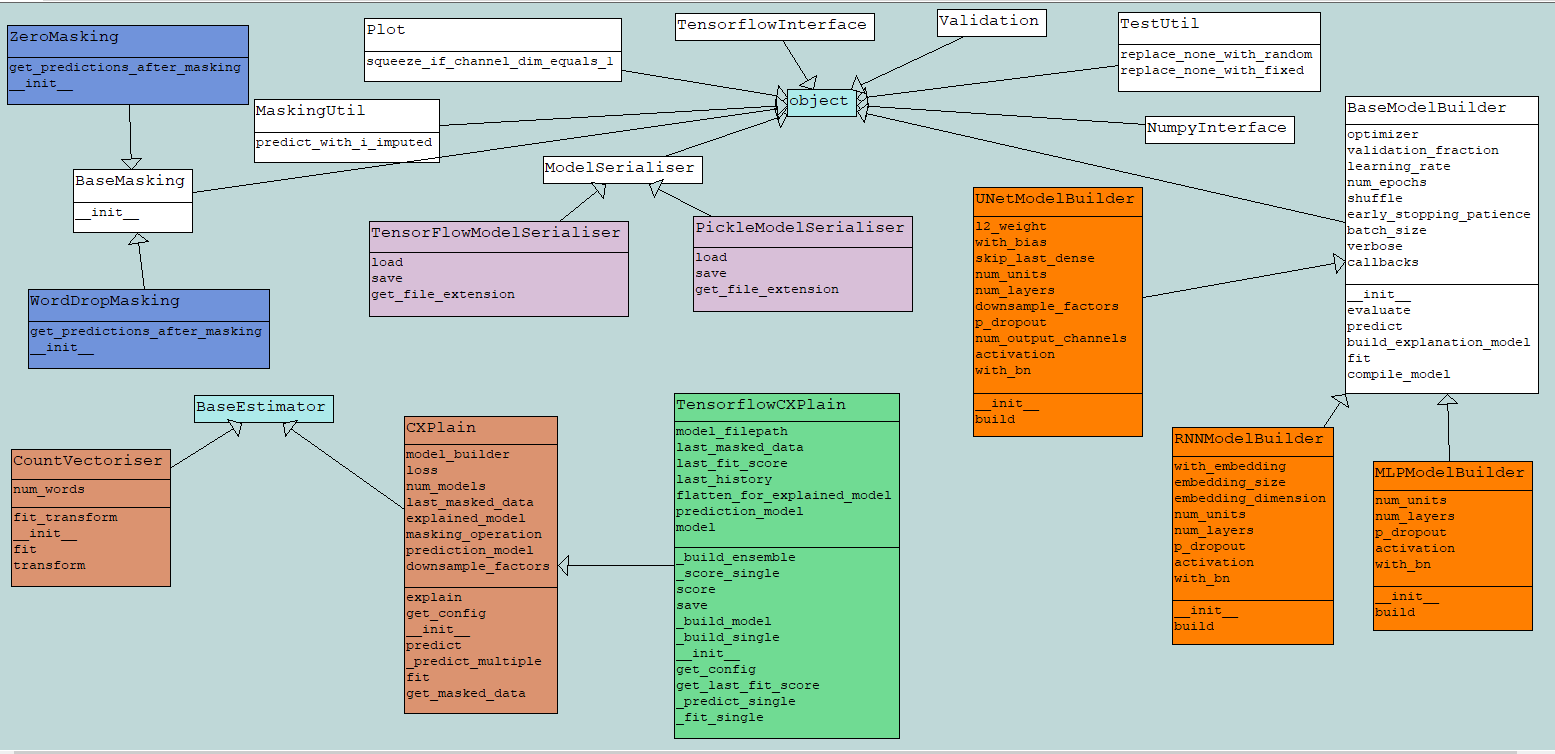 ZeroMasking
get_predictions_after_masking
__init__
Plot
squeeze_if_channel_dim_equals_1
TensorflowInterface
Validation
TestUtil
replace_none_with_random
replace_none_with_fixed
object
MaskingUtil
predict_with_i_imputed
NumpyInterface
BaseModelBuilder
optimizer
validation_fraction
learning_rate
num_epochs
shuffle
early_stopping_patience
batch_size
verbose
callbacks
__init__
evaluate
predict
build_explanation_model
fit
compile_model
BaseMasking
__init__
ModelSerialiser
UNetModelBuilder
l2_weight
with_bias
skip_last_dense
num_units
num_layers
downsample_factors
p_dropout
num_output_channels
activation
with_bn
__init__
build
TensorFlowModelSerialiser
load
save
get_file_extension
PickleModelSerialiser
load
save
get_file_extension
WordDropMasking
get_predictions_after_masking
__init__
BaseEstimator
CountVectoriser
num_words
fit_transform
__init__
fit
transform
CXPlain
model_builder
loss
num_models
last_masked_data
explained_model
masking_operation
prediction_model
downsample_factors
explain
get_config
__init__
predict
_predict_multiple
fit
get_masked_data
TensorflowCXPlain
model_filepath
last_masked_data
last_fit_score
last_history
flatten_for_explained_model
prediction_model
model
_build_ensemble
_score_single
score
save
_build_model
_build_single
__init__
get_config
get_last_fit_score
_predict_single
_fit_single
RNNModelBuilder
with_embedding
embedding_size
embedding_dimension
num_units
num_layers
p_dropout
activation
with_bn
__init__
build
MLPModelBuilder
num_units
num_layers
p_dropout
activation
with_bn
__init__
build